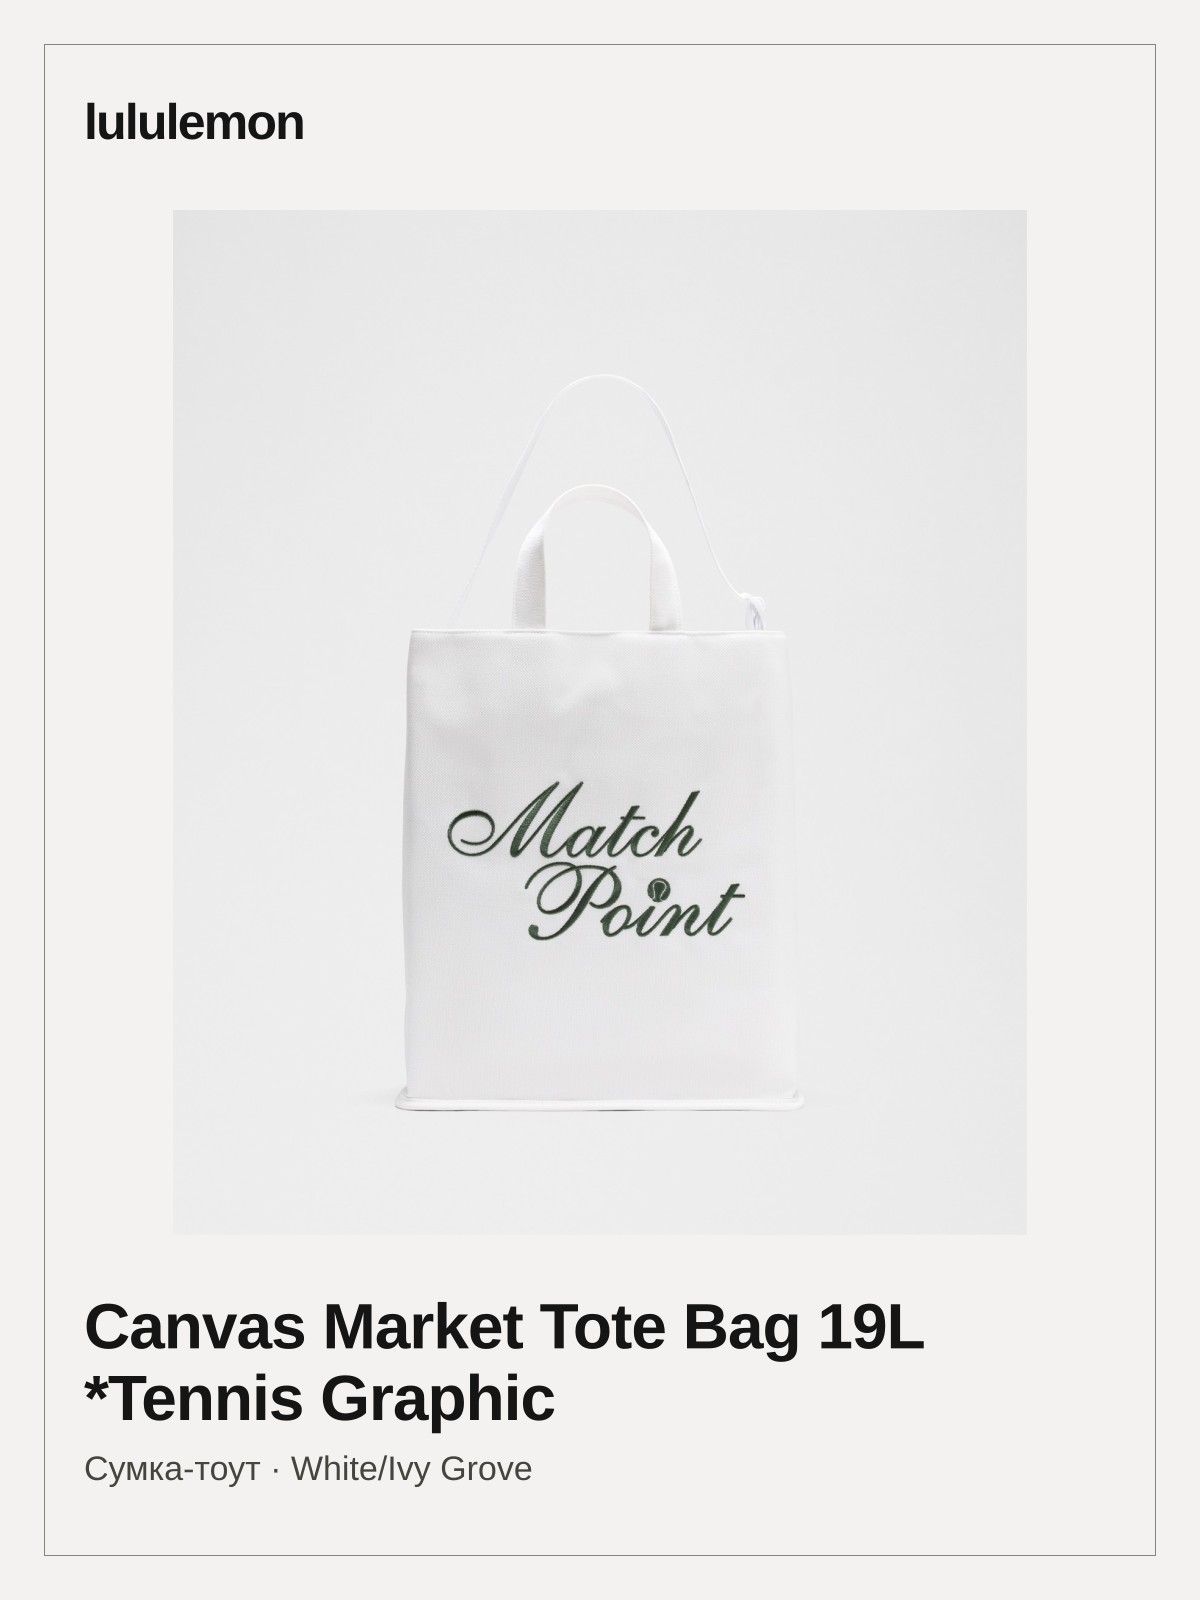 lululemon
Match
Point
Canvas Market Tote Bag 19L
*Tennis Graphic
Сумка-тоут · White/Ivy Grove